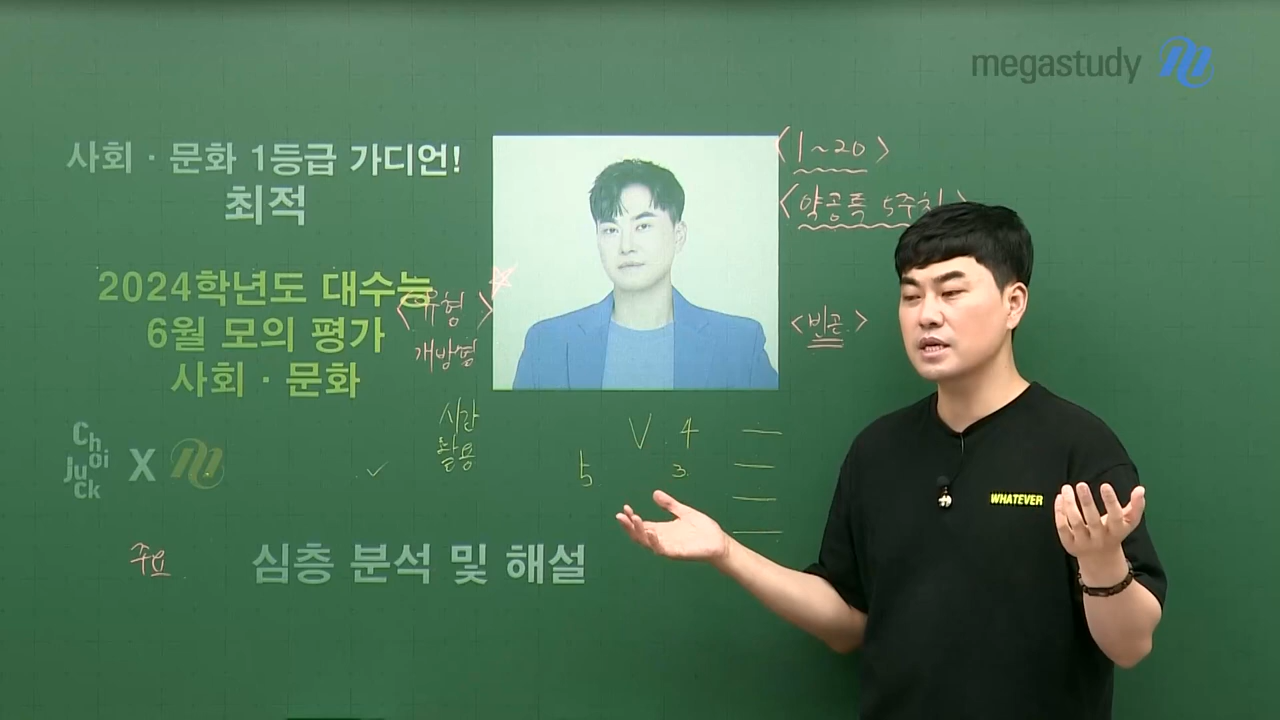 megastudy
사회 · 문화 1등급 가디언!
최적
<1~20>
<약공특 5주차>
2024학년도 대수능
6월 모의 평가
사회 · 문화
<유형>
개방형
<빈곤>
시간
활용
V. 4
5. 3.
Choi
Juck
X
WHATEVER
주요.
심층 분석 및 해설